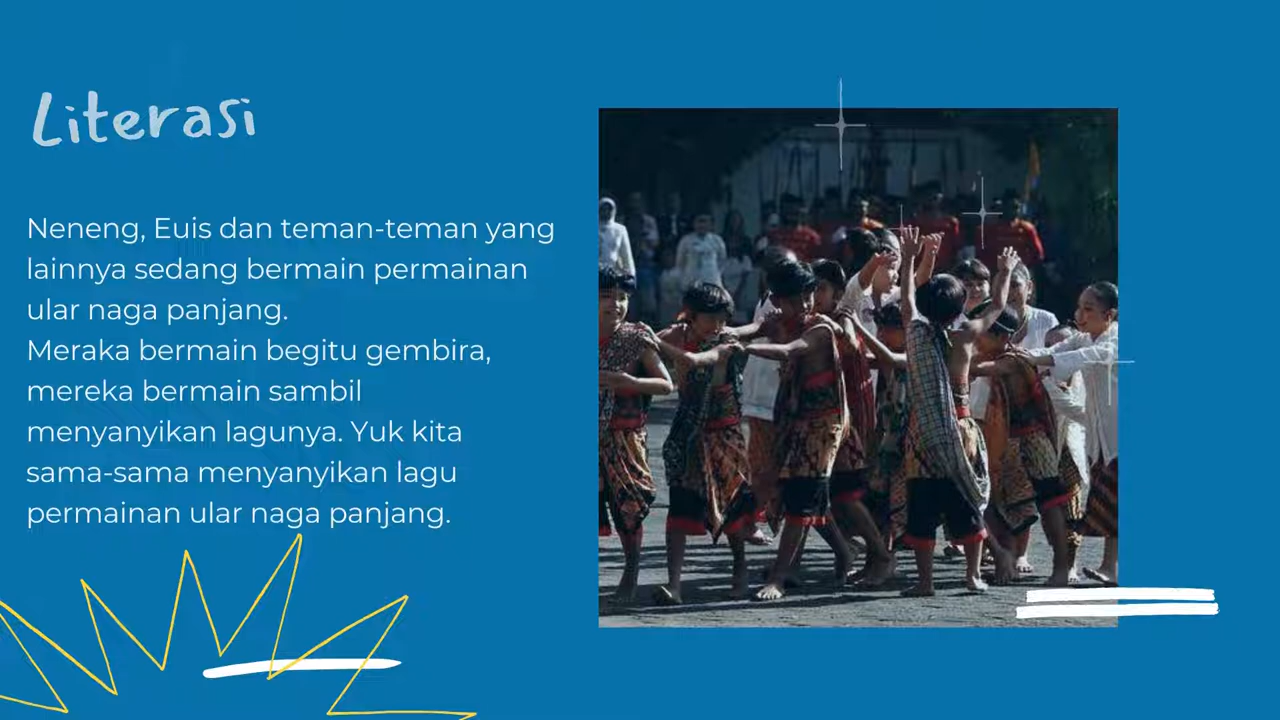 Literasi
Neneng, Euis dan teman-teman yang
lainnya sedang bermain permainan
ular naga panjang.
Meraka bermain begitu gembira,
mereka bermain sambil
menyanyikan lagunya. Yuk kita
sama-sama menyanyikan lagu
permainan ular naga panjang.